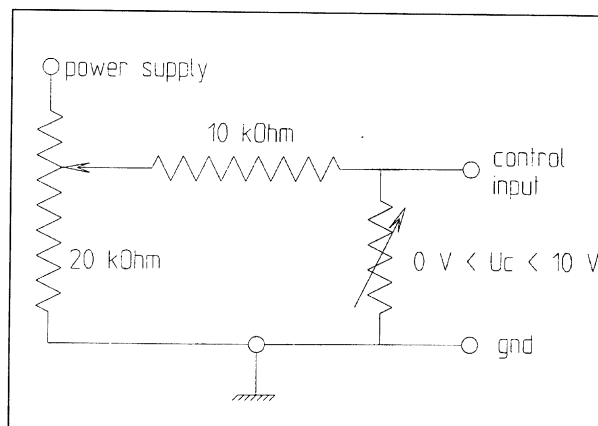 power supply
10 kOhm
control
input
20 kOhm
0 V < Uc < 10 V
gnd